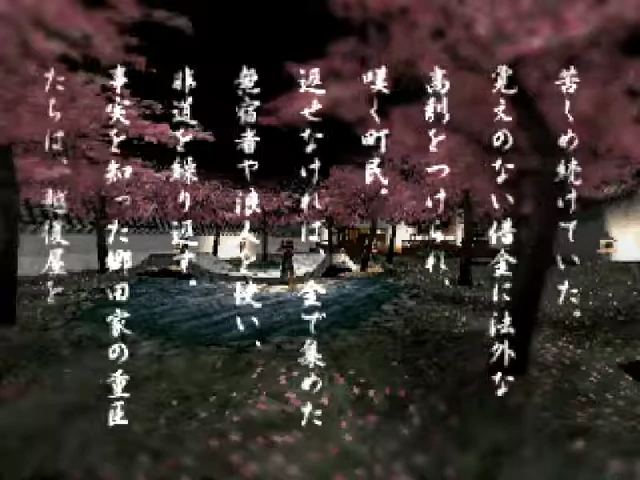 苦しめ続けていた。
覚えのない借金に法外な
高利をつけられ、
嘆く町民。
返せなければ、金で集めた
無宿者や浪人を使い、
非道を繰り返す。
事実を知った郷田家の重臣
たちは、越後屋を